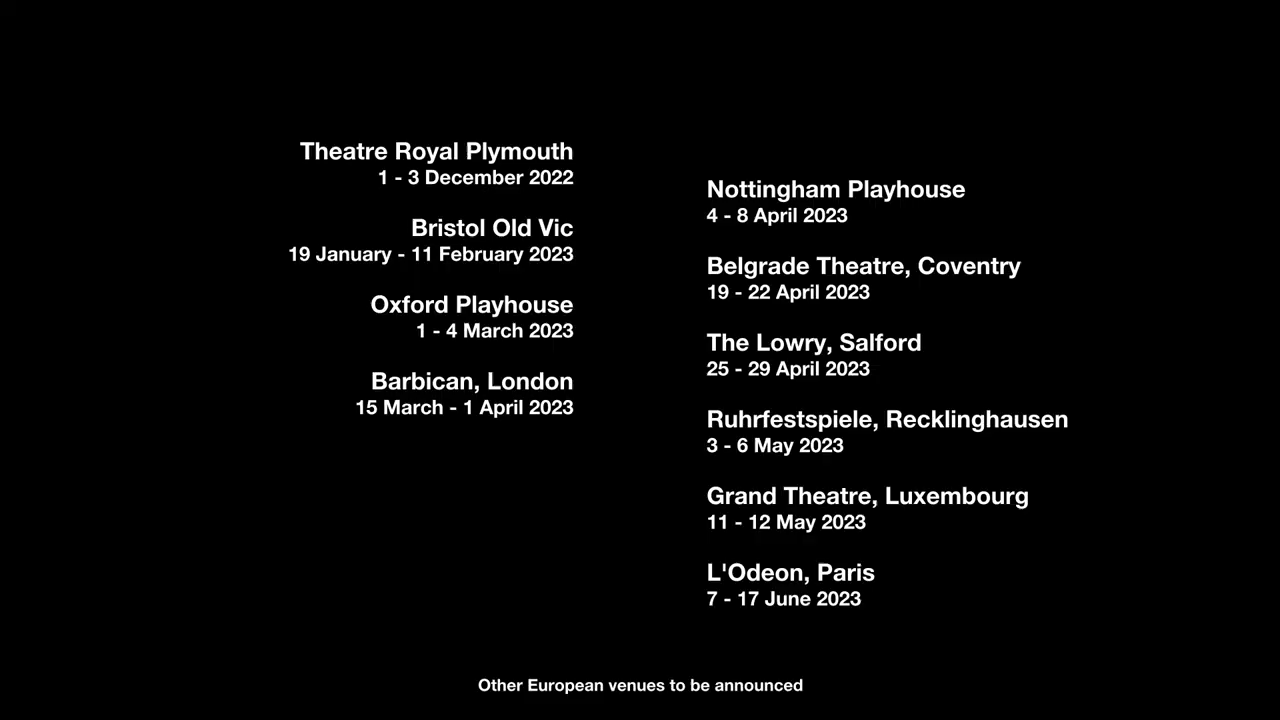 Theatre Royal Plymouth
1 - 3 December 2022
Bristol Old Vic
19 January - 11 February 2023
Oxford Playhouse
1 - 4 March 2023
Barbican, London
15 March - 1 April 2023
Nottingham Playhouse
4 - 8 April 2023
Belgrade Theatre, Coventry
19 - 22 April 2023
The Lowry, Salford
25 - 29 April 2023
Ruhrfestspiele, Recklinghausen
3 - 6 May 2023
Grand Theatre, Luxembourg
11 - 12 May 2023
L'Odeon, Paris
7 - 17 June 2023
Other European venues to be announced